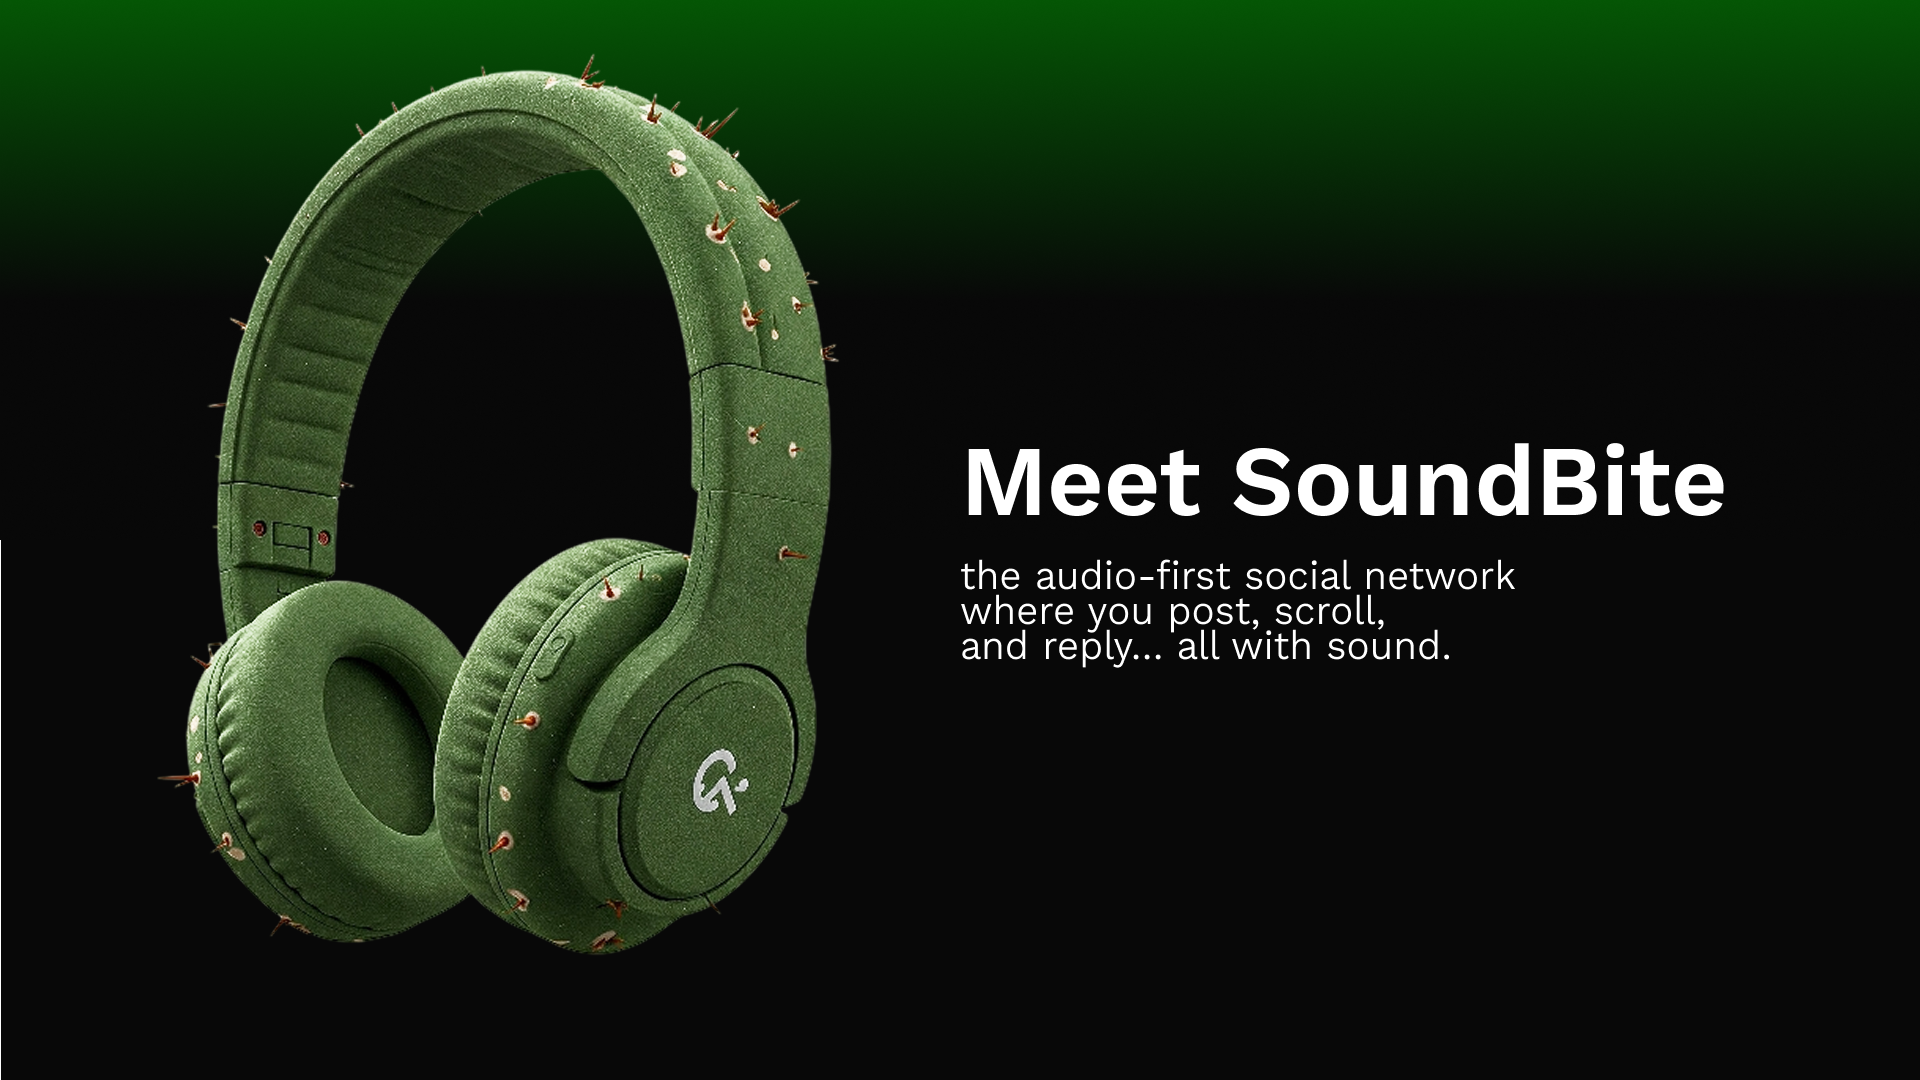 Meet SoundBite
the audio-first social network
where you post, scroll,
and reply... all with sound.